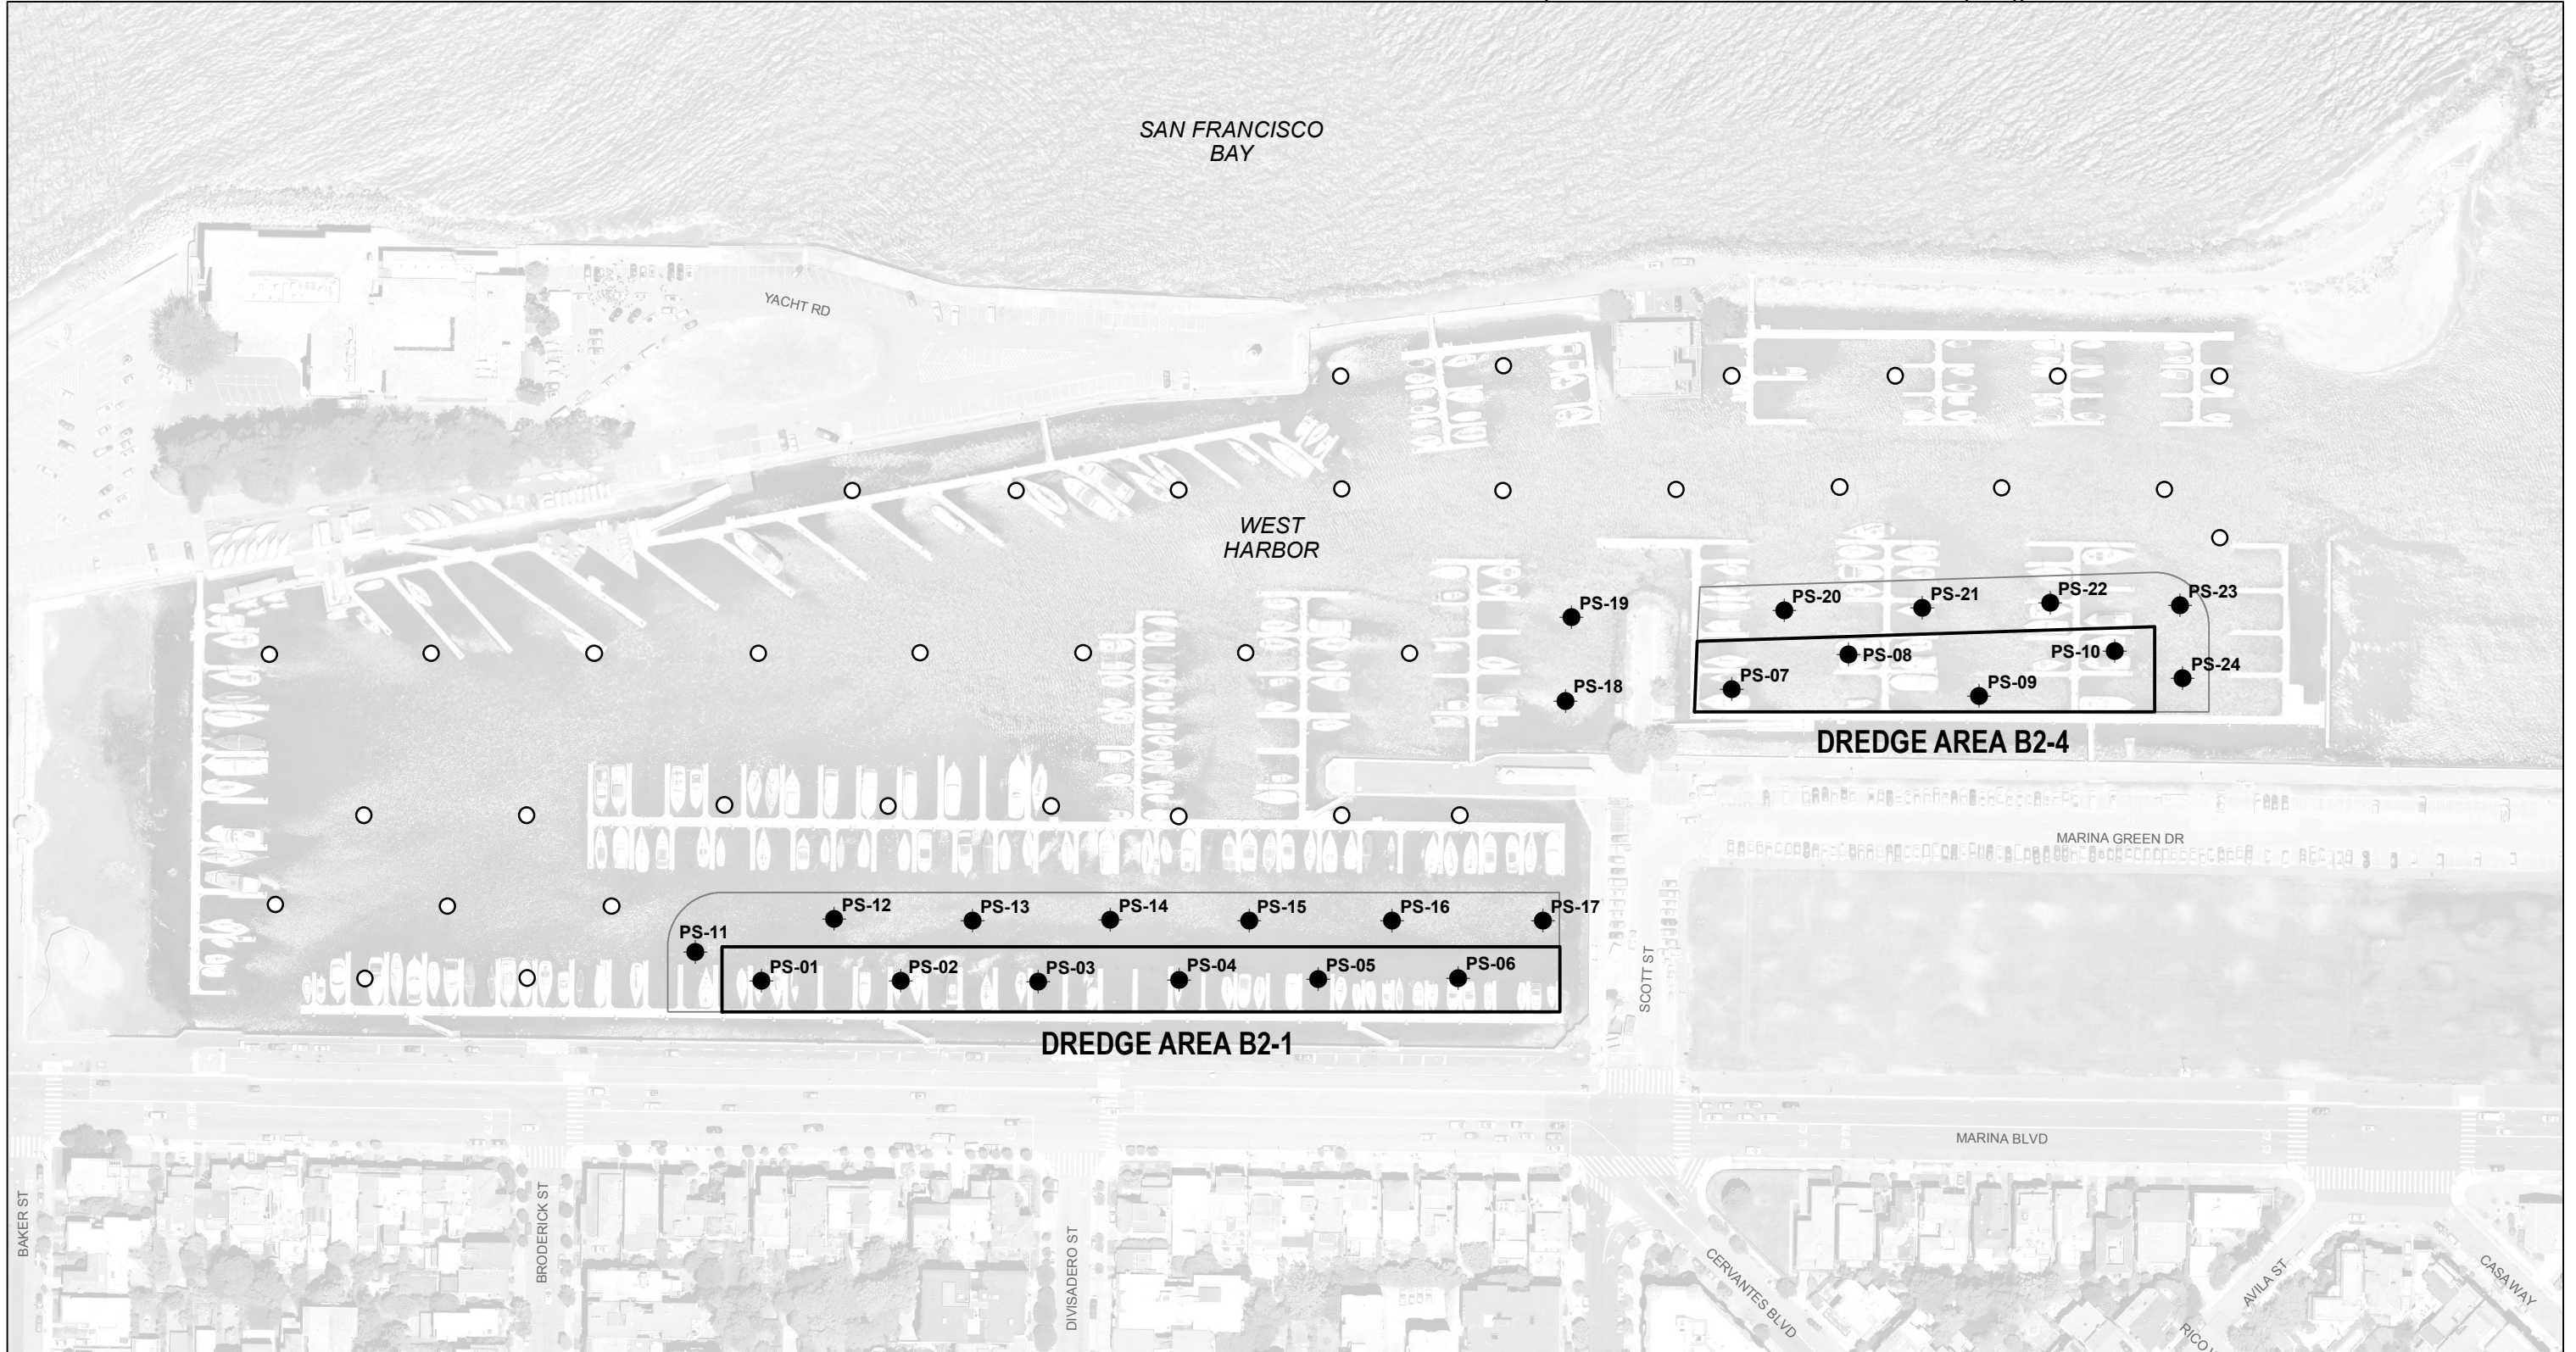 SAN FRANCISCO
BAY
YACHT RD
WEST
HARBOR
PS-19
PS-20
PS-21
PS-22
PS-23
PS-18
PS-07
PS-08
PS-09
PS-10
PS-24
DREDGE AREA B2-4
MARINA GREEN DR
PS-11
PS-12
PS-13
PS-14
PS-15
PS-16
PS-17
PS-01
PS-02
PS-03
PS-04
PS-05
PS-06
DREDGE AREA B2-1
SCOTT ST
MARINA BLVD
BAKER ST
BRODERICK ST
DIVISADERO ST
CERVANTES BLVD
AVILA ST
CASA WAY